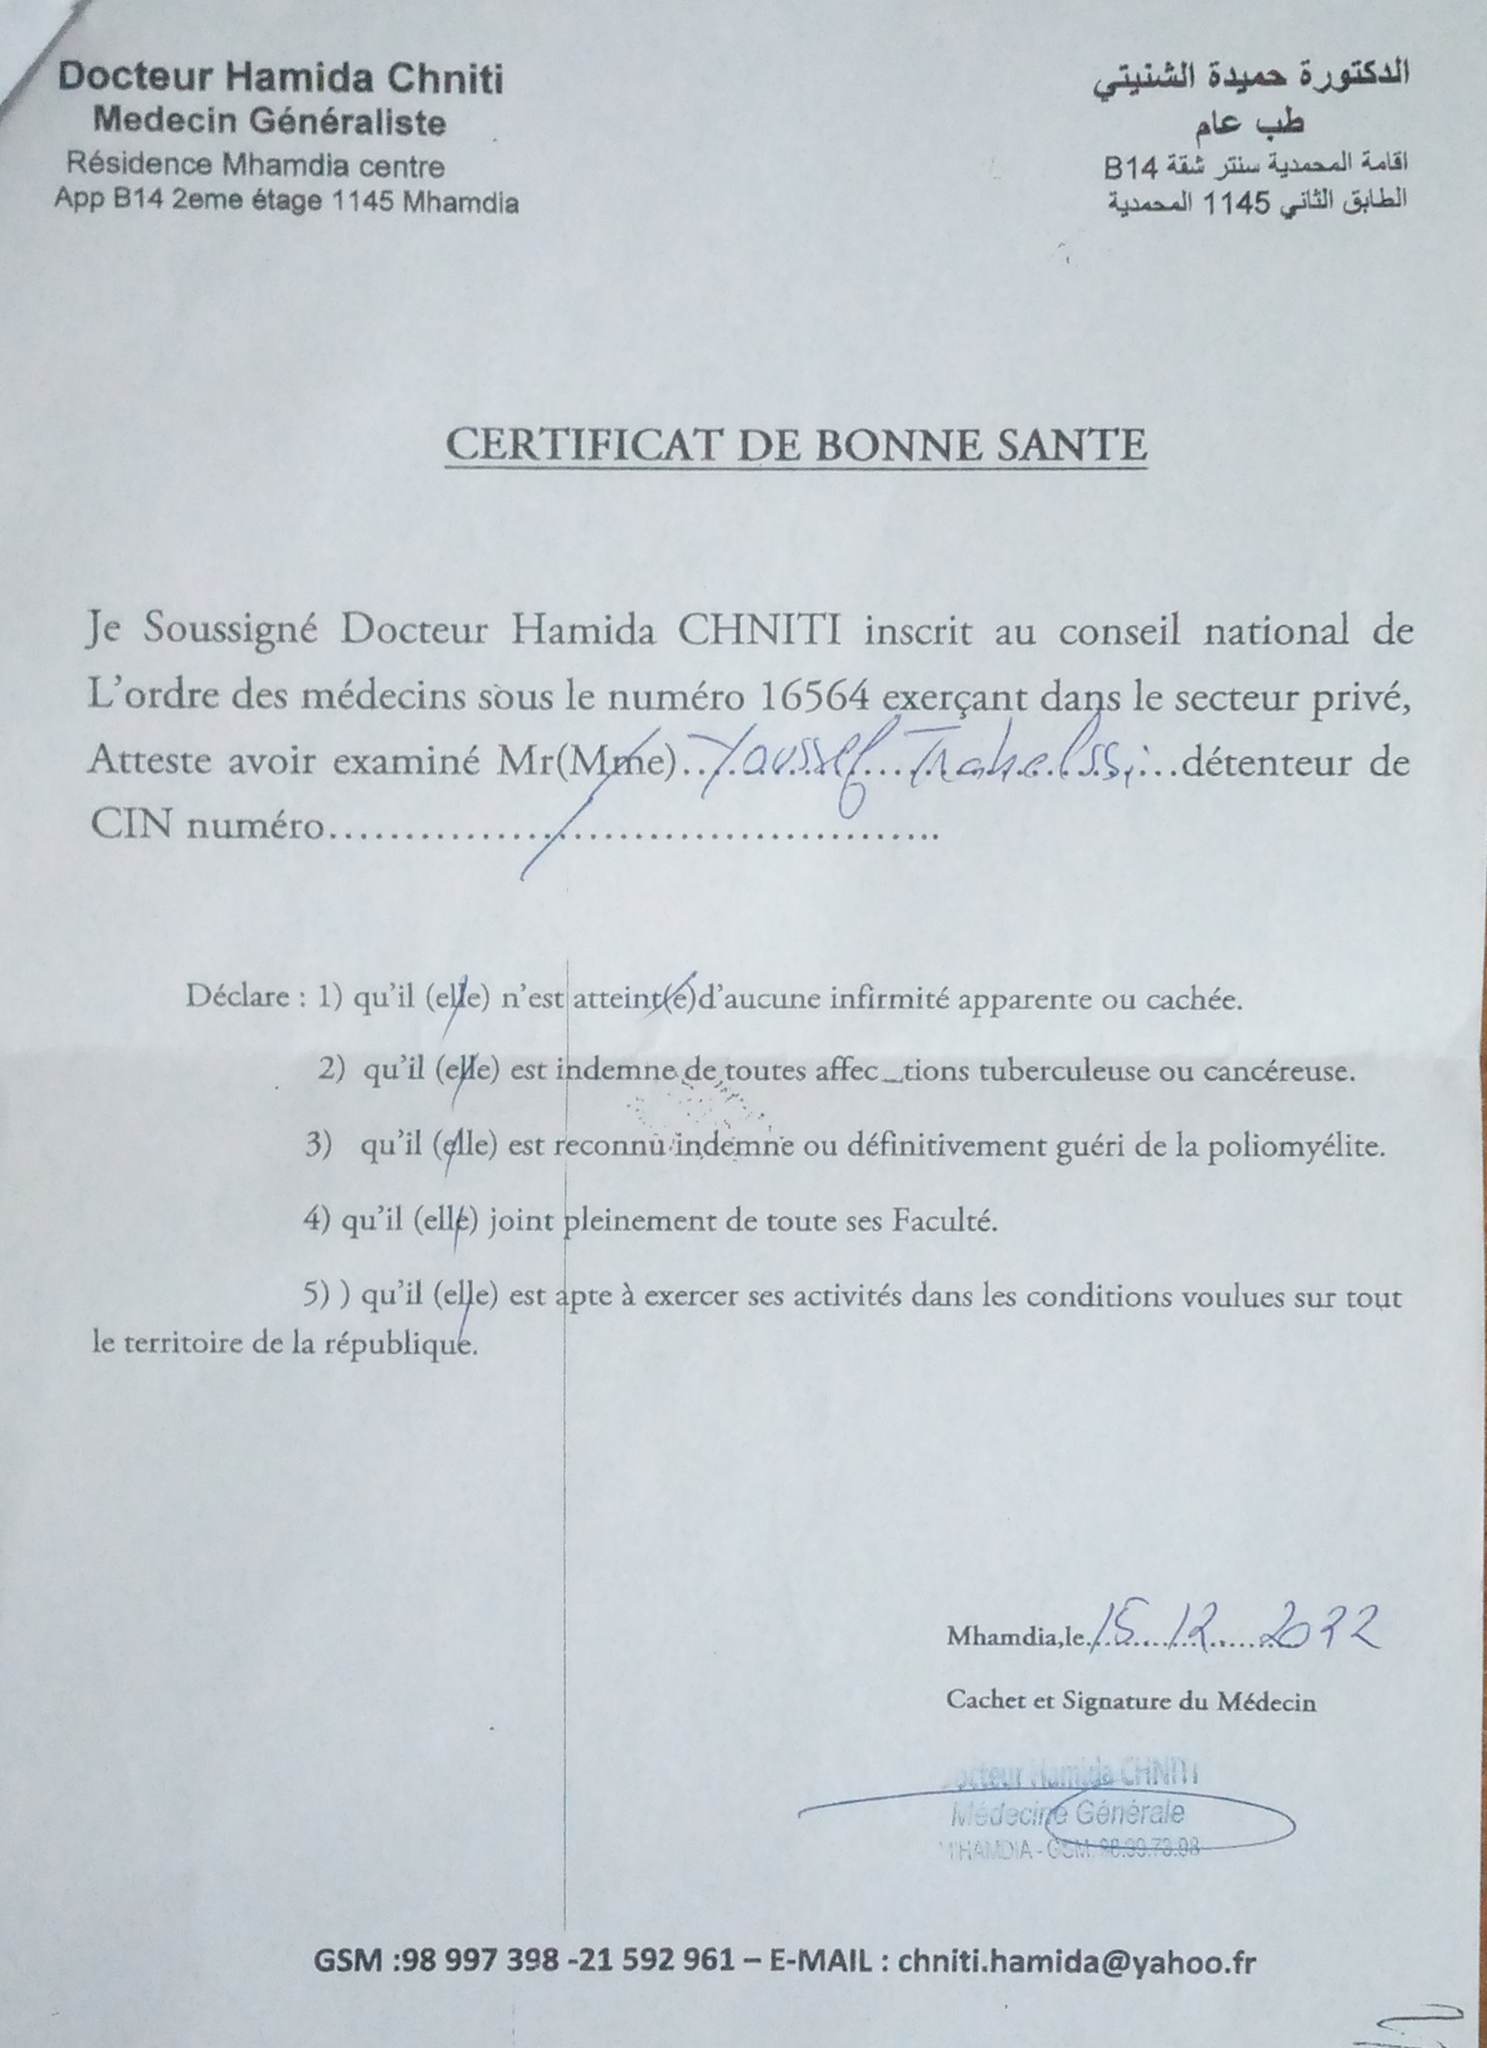 Docteur Hamida Chniti
Medecin Généraliste
Résidence Mhamdia centre
App B14 2eme étage 1145 Mhamdia
الدكتورة حميدة الشنيتي
طب عام
اقامة المحمدية سنتر شقة B14
الطابق الثاني 1145 المحمدية
CERTIFICAT DE BONNE SANTE
Je Soussigné Docteur Hamida CHNITI inscrit au conseil national de
L'ordre des médecins sous le numéro 16564 exerçant dans le secteur privé,
Atteste avoir examiné Mr(Mme)...Youssef Trabelssi...détenteur de
CIN numéro..........................................
Déclare : 1) qu'il (elle) n'est atteint(e)d'aucune infirmité apparente ou cachée.
2) qu'il (elle) est indemne de toutes affec_tions tuberculeuse ou cancéreuse.
3) qu'il (elle) est reconnu indemne ou définitivement guéri de la poliomyélite.
4) qu'il (elle) joint pleinement de toute ses Faculté.
5) ) qu'il (elle) est apte à exercer ses activités dans les conditions voulues sur tout
le territoire de la république.
Mhamdia,le...15...12...2022
Cachet et Signature du Médecin
Docteur Hamida CHNITI
Médecine Générale
MHAMDIA - GSM:
GSM :98 997 398 -21 592 961 – E-MAIL : chniti.hamida@yahoo.fr